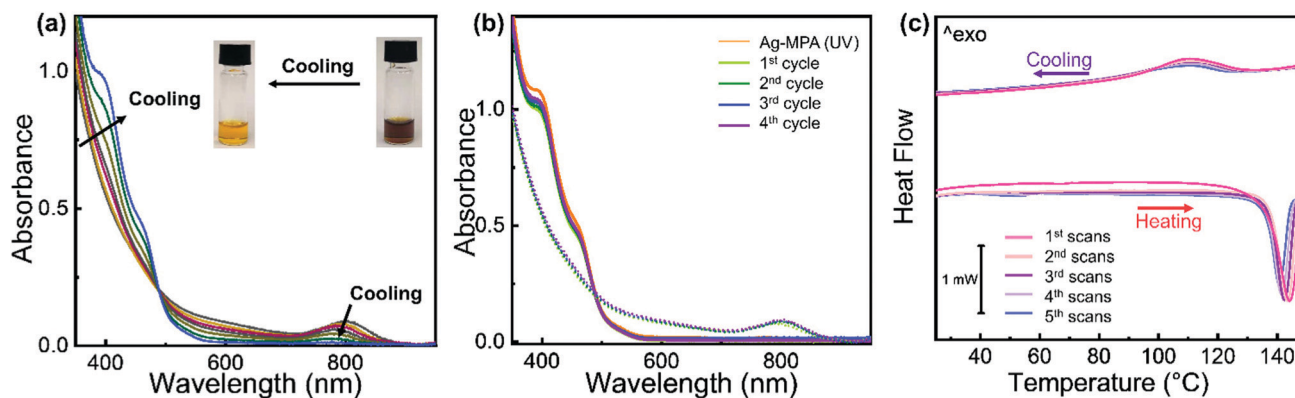 (a)
Cooling
Cooling
Cooling
1.0
0.5
0.0
Absorbance
400
600
800
Wavelength (nm)
(b)
Ag-MPA (UV)
1st cycle
2nd cycle
3rd cycle
4th cycle
1.0
0.5
0.0
Absorbance
400
600
800
Wavelength (nm)
(c)
^exo
Cooling
Heating
1st scans
2nd scans
3rd scans
4th scans
5th scans
1 mW
Heat Flow
40
60
80
100
120
140
Temperature (°C)